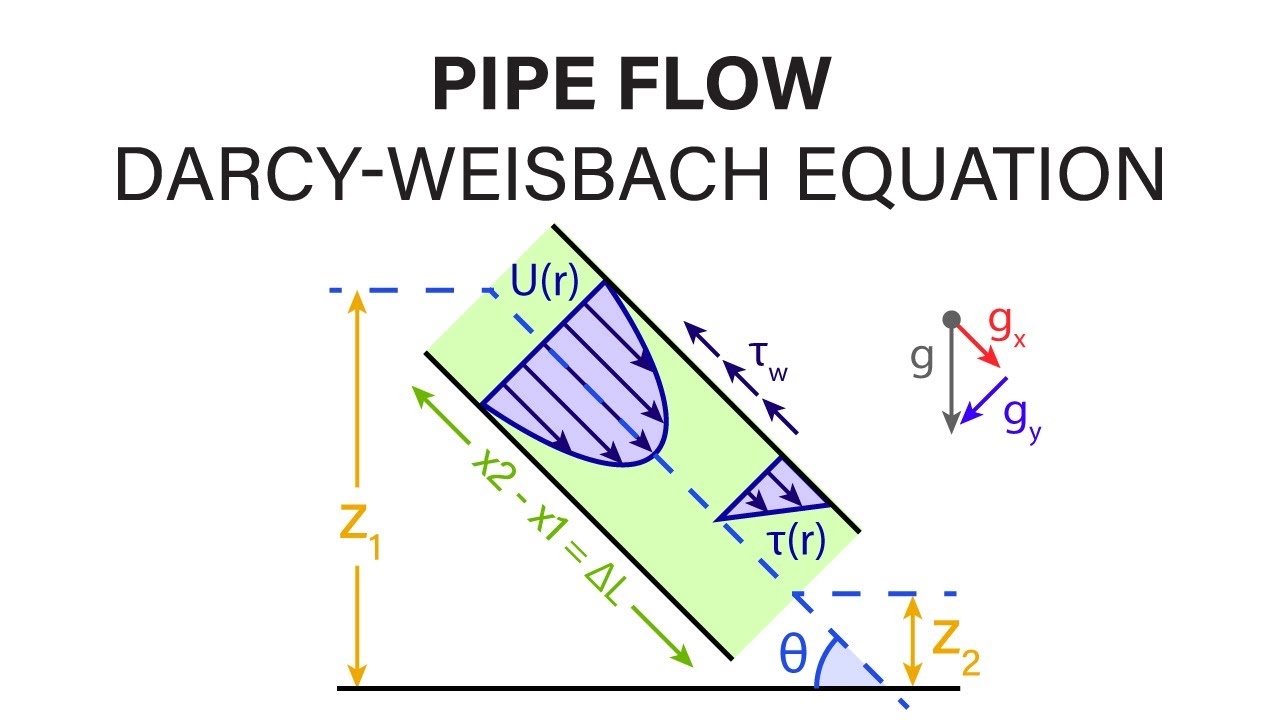 PIPE FLOW
DARCY-WEISBACH EQUATION
U(r)
τw
g
gx
gy
x2 - x1 = ΔL
z1
τ(r)
θ
z2